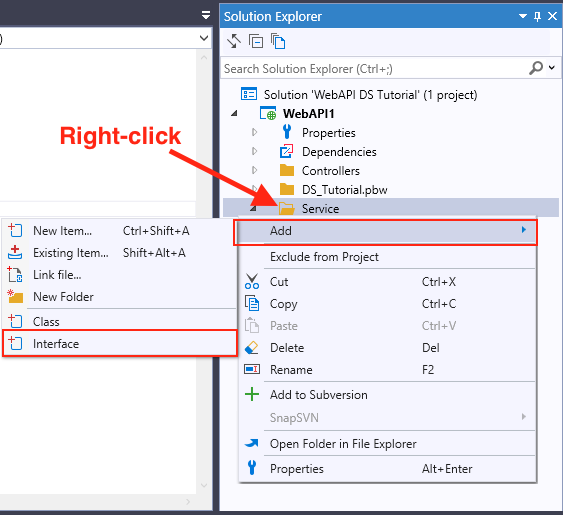 )
Solution Explorer
Search Solution Explorer (Ctrl+;)
Solution 'WebAPI DS Tutorial' (1 project)
WebAPI1
Properties
Dependencies
Controllers
DS_Tutorial.pbw
Service
Right-click
Add
Exclude from Project
Cut Ctrl+X
Copy Ctrl+C
Paste Ctrl+V
Delete Del
Rename F2
Add to Subversion
SnapSVN
Open Folder in File Explorer
Properties Alt+Enter
New Item... Ctrl+Shift+A
Existing Item... Shift+Alt+A
Link file...
New Folder
Class
Interface